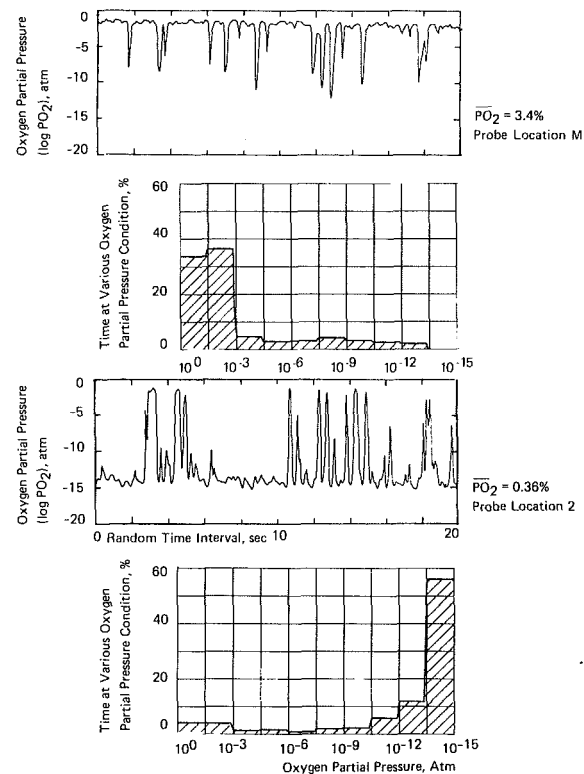 Oxygen Partial Pressure
(log PO2), atm
0
−5
−10
−15
−20
PO2 = 3.4%
Probe Location M
Time at Various Oxygen
Partial Pressure Condition, %
60
40
20
0
10^0 10^-3 10^-6 10^-9 10^-12 10^-15
Oxygen Partial Pressure
(log PO2), atm
0
−5
−10
−15
−20
PO2 = 0.36%
Probe Location 2
0 Random Time Interval, sec 10 20
Time at Various Oxygen
Partial Pressure Condition, %
60
40
20
0
10^0 10^-3 10^-6 10^-9 10^-12 10^-15
Oxygen Partial Pressure, Atm